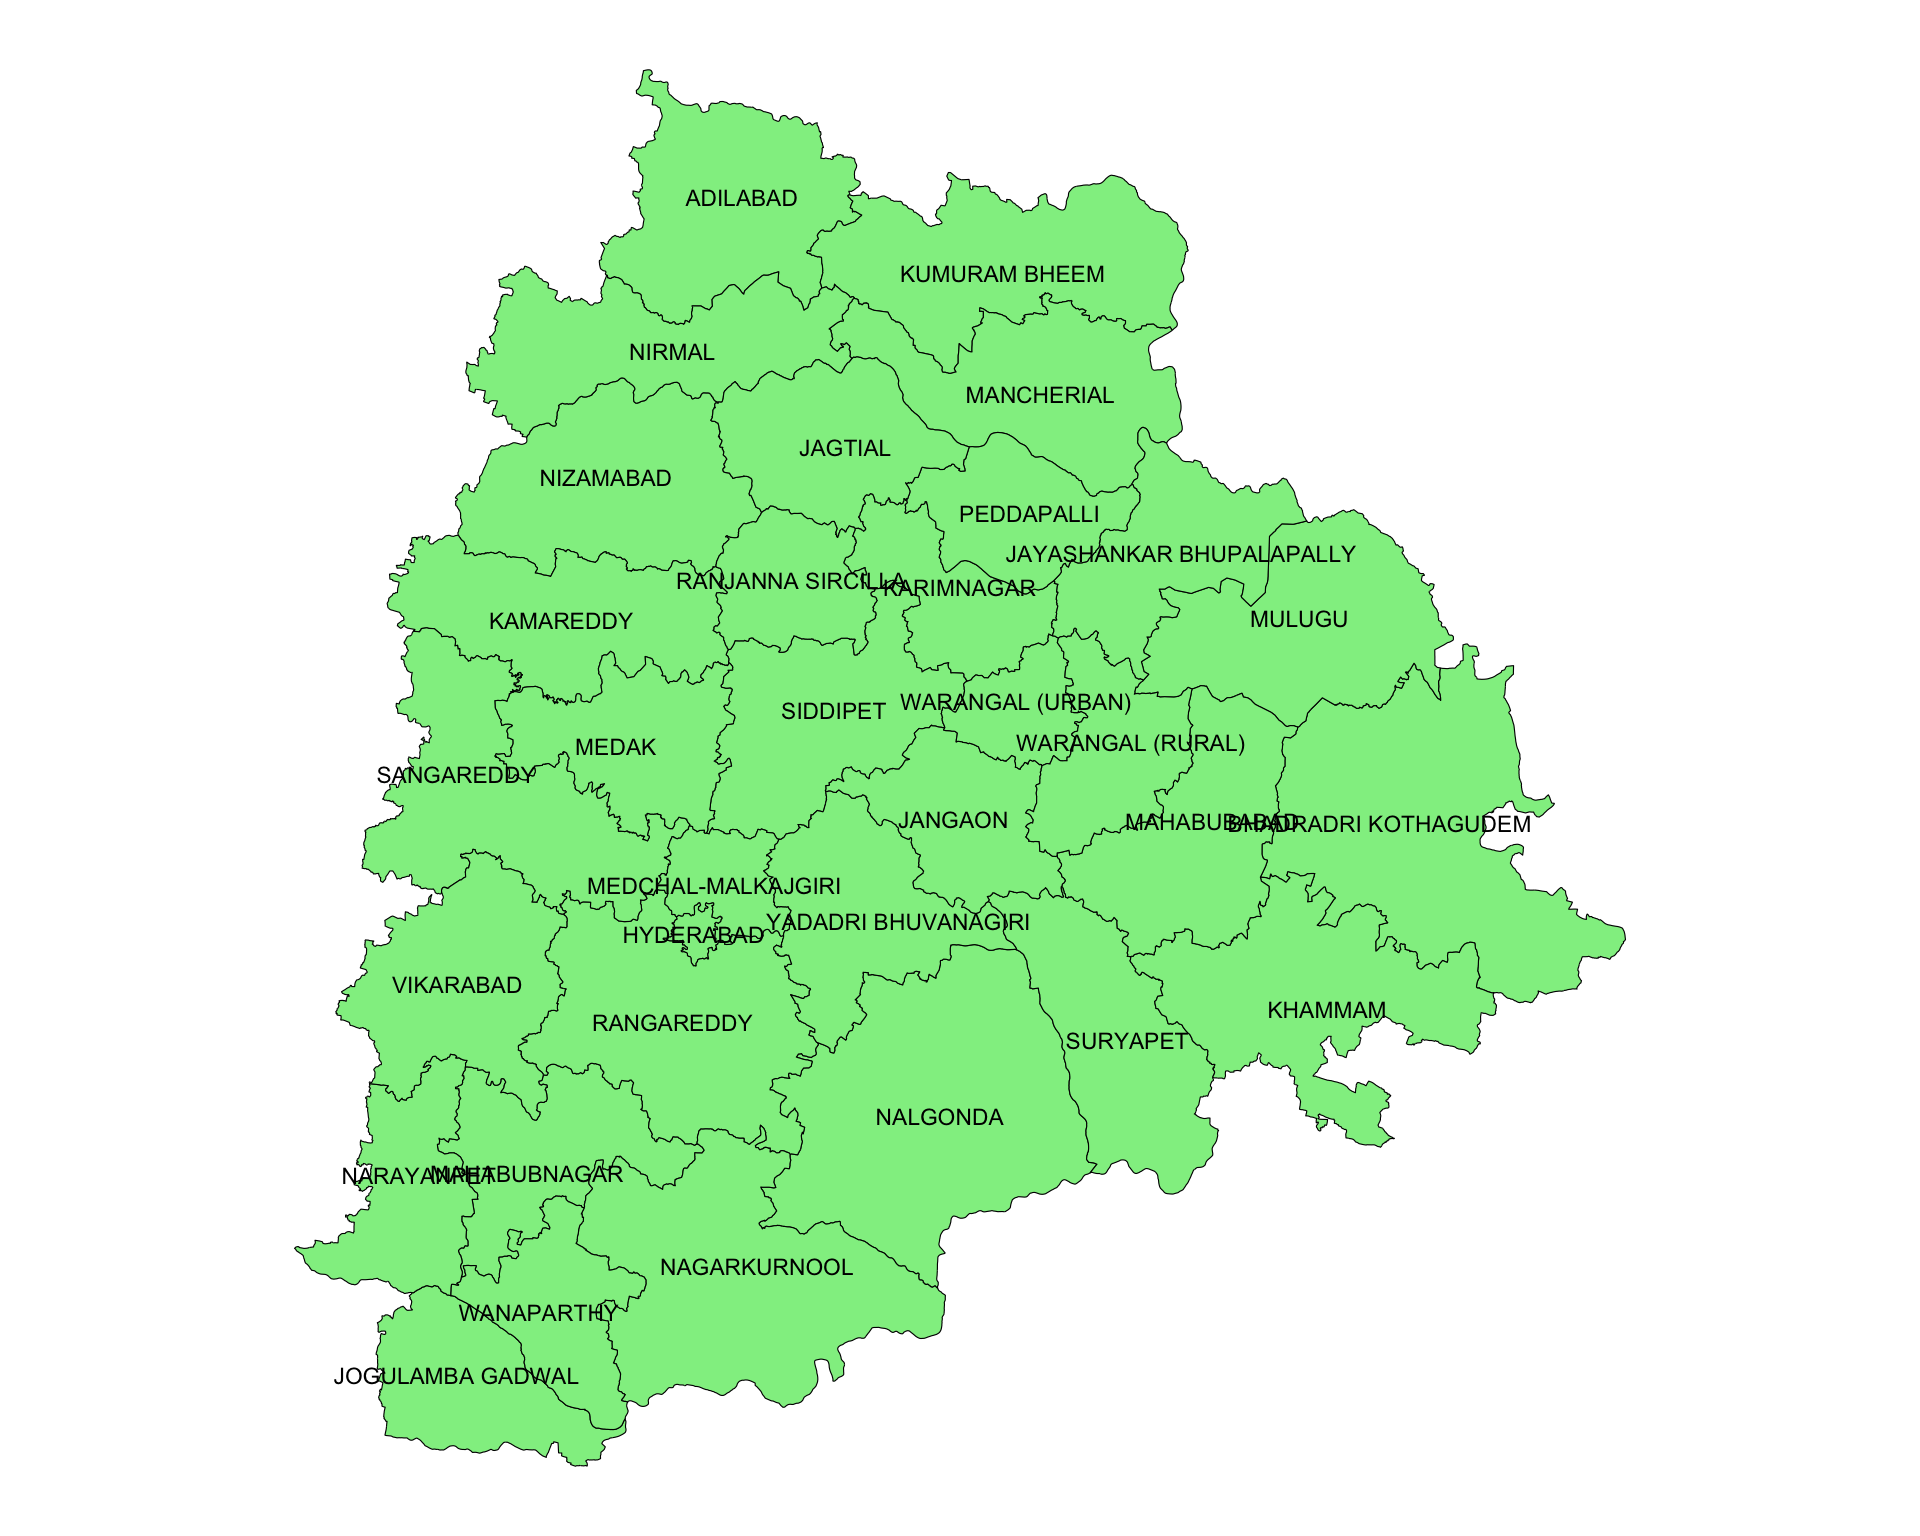 ADILABAD
KUMURAM BHEEM
NIRMAL
MANCHERIAL
JAGTIAL
NIZAMABAD
PEDDAPALLI
JAYASHANKAR BHUPALAPALLY
RANJANNA SIRCILLA
KARIMNAGAR
KAMAREDDY
MULUGU
WARANGAL (URBAN)
SIDDIPET
WARANGAL (RURAL)
MEDAK
SANGAREDDY
JANGAON
MAHABUBABAD
BHADRADRI KOTHAGUDEM
MEDCHAL-MALKAJGIRI
YADADRI BHUVANAGIRI
HYDERABAD
VIKARABAD
KHAMMAM
RANGAREDDY
SURYAPET
NALGONDA
NARAYANPET
MAHABUBNAGAR
NAGARKURNOOL
WANAPARTHY
JOGULAMBA GADWAL